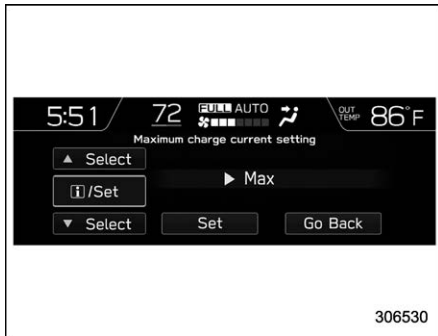 5:51 72 FULL AUTO OUT TEMP 86°F
Maximum charge current setting
▲ Select
i/Set
▶ Max
▼ Select Set Go Back
306530